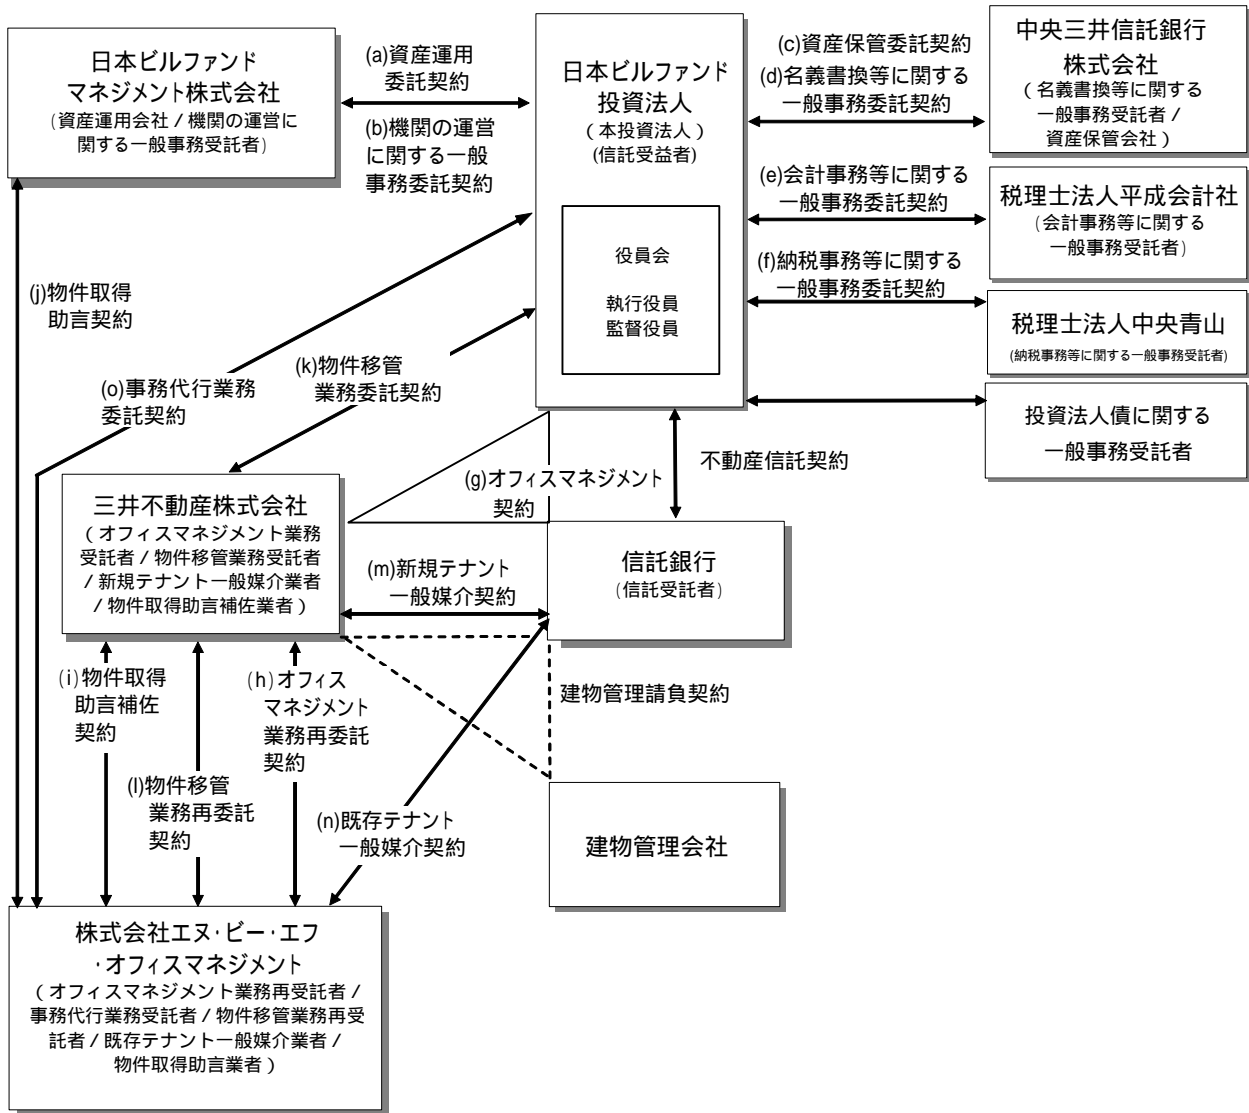 日本ビルファンド
マネジメント株式会社
(資産運用会社/機関の運営に
関する一般事務受託者)
(a)資産運用
委託契約
(b)機関の運営
に関する一般
事務委託契約
日本ビルファンド
投資法人
(本投資法人)
(信託受益者)
役員会
執行役員
監督役員
(c)資産保管委託契約
(d)名義書換等に関する
一般事務委託契約
中央三井信託銀行
株式会社
(名義書換等に関する
一般事務受託者/
資産保管会社)
(e)会計事務等に関する
一般事務委託契約
税理士法人平成会計社
(会計事務等に関する
一般事務受託者)
(f)納税事務等に関する
一般事務委託契約
税理士法人中央青山
(納税事務等に関する一般事務受託者)
投資法人債に関する
一般事務受託者
(j)物件取得
助言契約
(o)事務代行業務
委託契約
(k)物件移管
業務委託契約
(g)オフィスマネジメント
契約
不動産信託契約
三井不動産株式会社
(オフィスマネジメント業務
受託者/物件移管業務受託者
/新規テナント一般媒介業者
/物件取得助言補佐業者)
(m)新規テナント
一般媒介契約
信託銀行
(信託受託者)
(i)物件取得
助言補佐
契約
(l)物件移管
業務再委託
契約
(h)オフィス
マネジメント
業務再委託
契約
(n)既存テナント
一般媒介契約
建物管理請負契約
建物管理会社
株式会社エヌ・ビー・エフ
・オフィスマネジメント
(オフィスマネジメント業務再受託者/
事務代行業務受託者/物件移管業務再受
託者/既存テナント一般媒介業者/
物件取得助言業者)